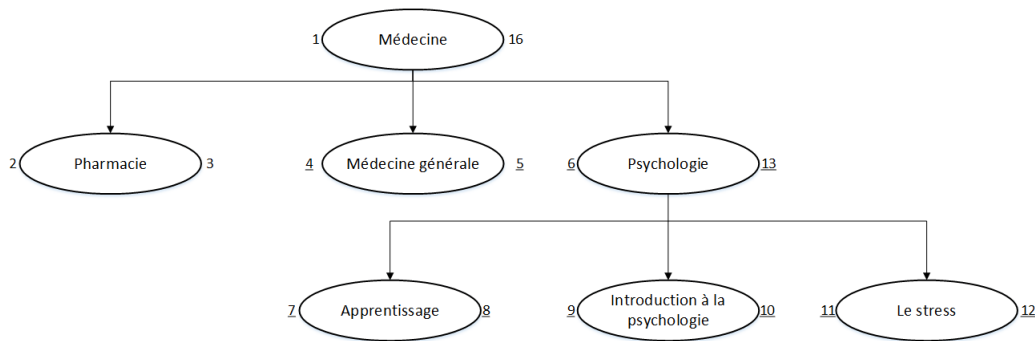 1 Médecine 16
2 Pharmacie 3
4 Médecine générale 5
6 Psychologie 13
7 Apprentissage 8
9 Introduction à la
psychologie 10
11 Le stress 12